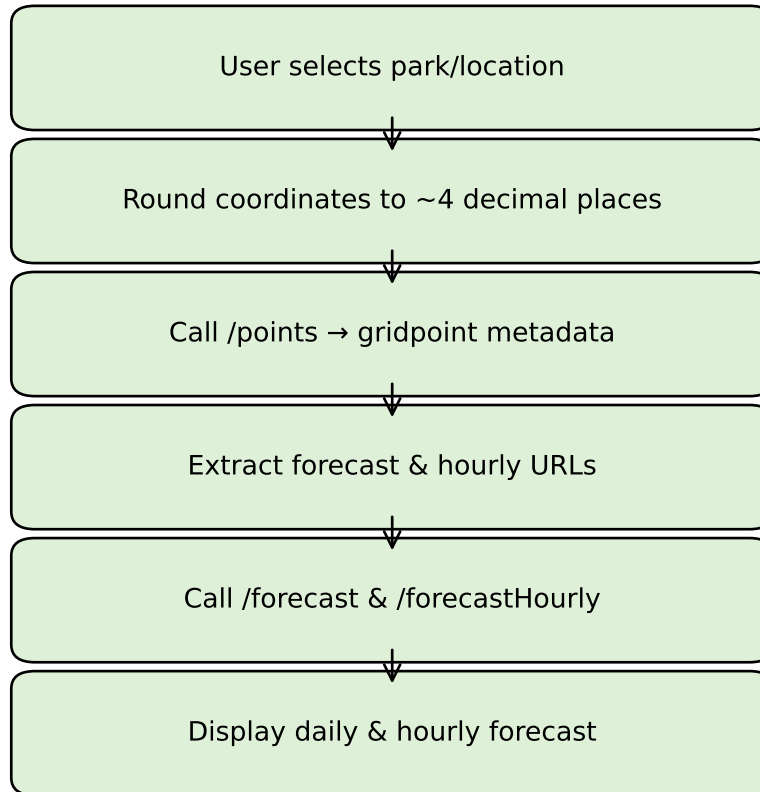 User selects park/location
Round coordinates to ~4 decimal places
Call /points → gridpoint metadata
Extract forecast & hourly URLs
Call /forecast & /forecastHourly
Display daily & hourly forecast